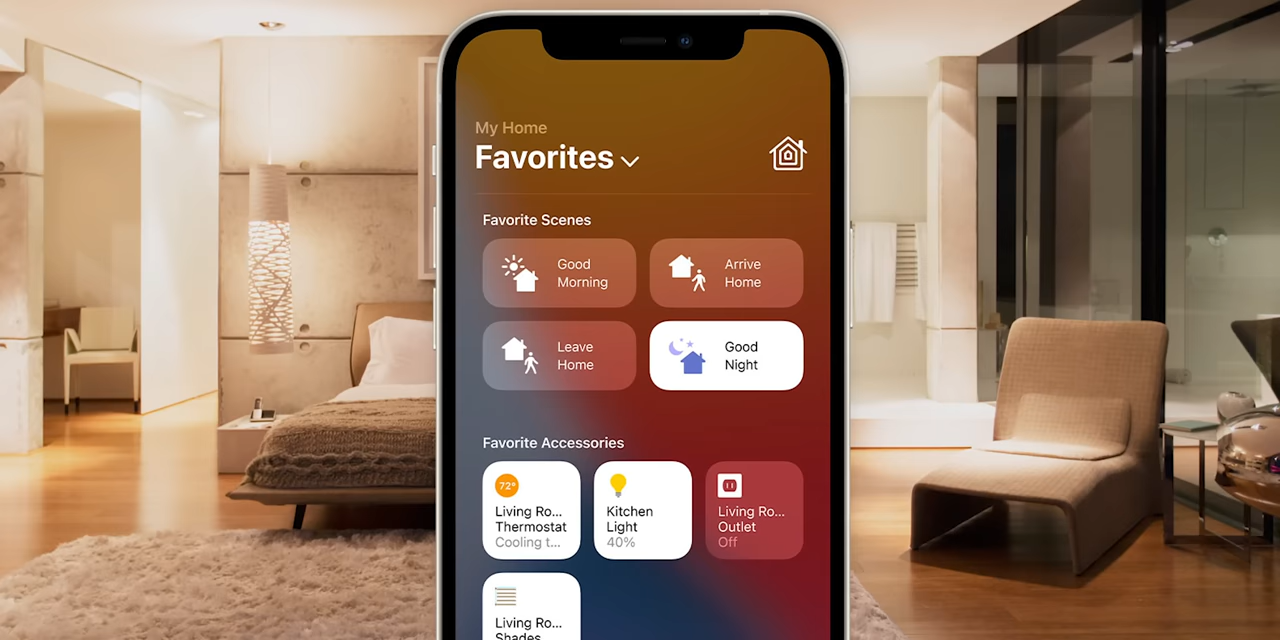 My Home
Favorites
Favorite Scenes
Good
Morning
Arrive
Home
Leave
Home
Good
Night
Favorite Accessories
72°
Living Ro...
Thermostat
Cooling t...
Kitchen
Light
40%
Living Ro...
Outlet
Off
Living Ro...
Shades